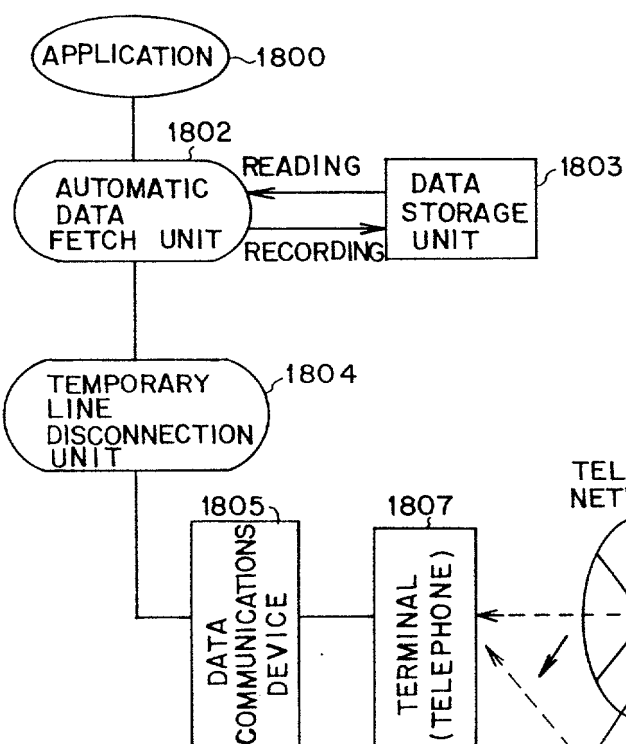 APPLICATION
1800
1802
AUTOMATIC
DATA
FETCH UNIT
READING
RECORDING
DATA
STORAGE
UNIT
1803
TEMPORARY
LINE
DISCONNECTION
UNIT
1804
1805
DATA
COMMUNICATIONS
DEVICE
1807
TERMINAL
(TELEPHONE)